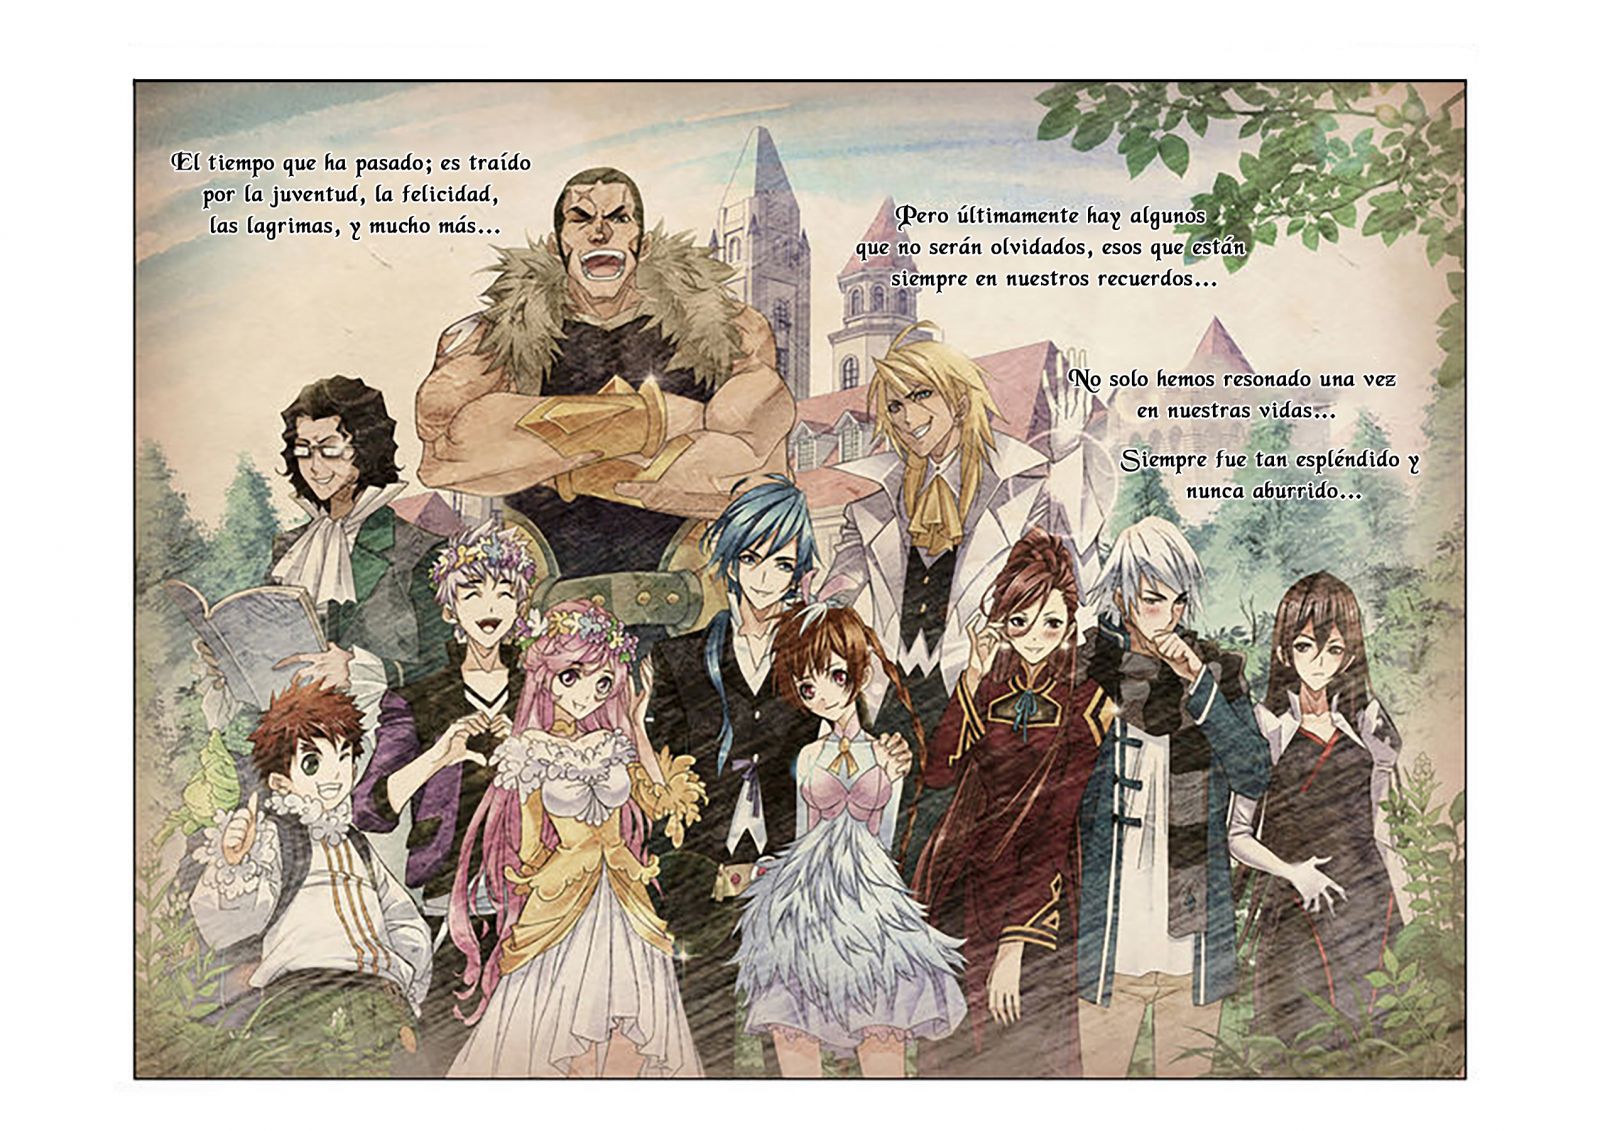 El tiempo que ha pasado; es traído
por la juventud, la felicidad,
las lagrimas, y mucho más...
Pero últimamente hay algunos
que no serán olvidados, esos que están
siempre en nuestros recuerdos...
No solo hemos resonado una vez
en nuestras vidas...
Siempre fue tan espléndido y
nunca aburrido...